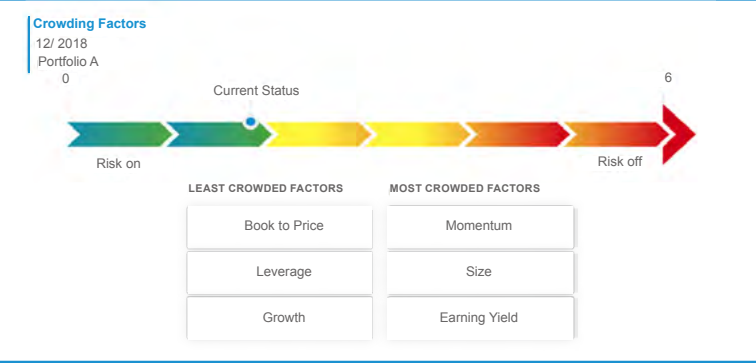 Crowding Factors
12/ 2018
Portfolio A
0
6
Current Status
Risk on
Risk off
LEAST CROWDED FACTORS
MOST CROWDED FACTORS
Book to Price
Momentum
Leverage
Size
Growth
Earning Yield